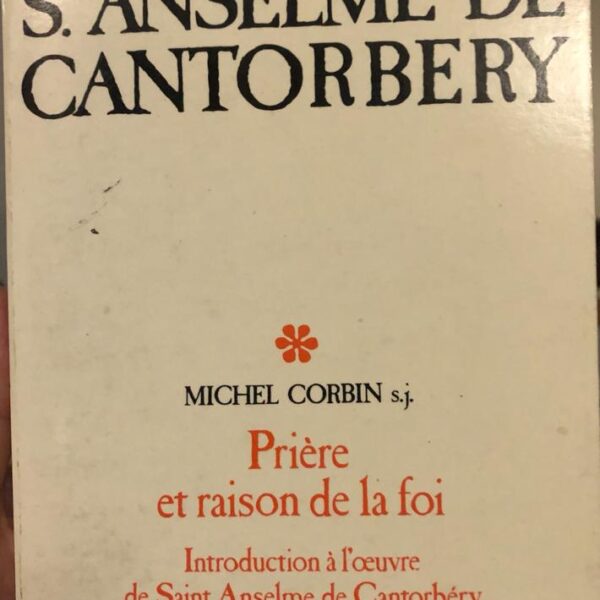 S. ANSELME DE
CANTORBERY
MICHEL CORBIN s.j.
Prière
et raison de la foi
Introduction à l'œuvre
de Saint Anselme de Cantorbéry